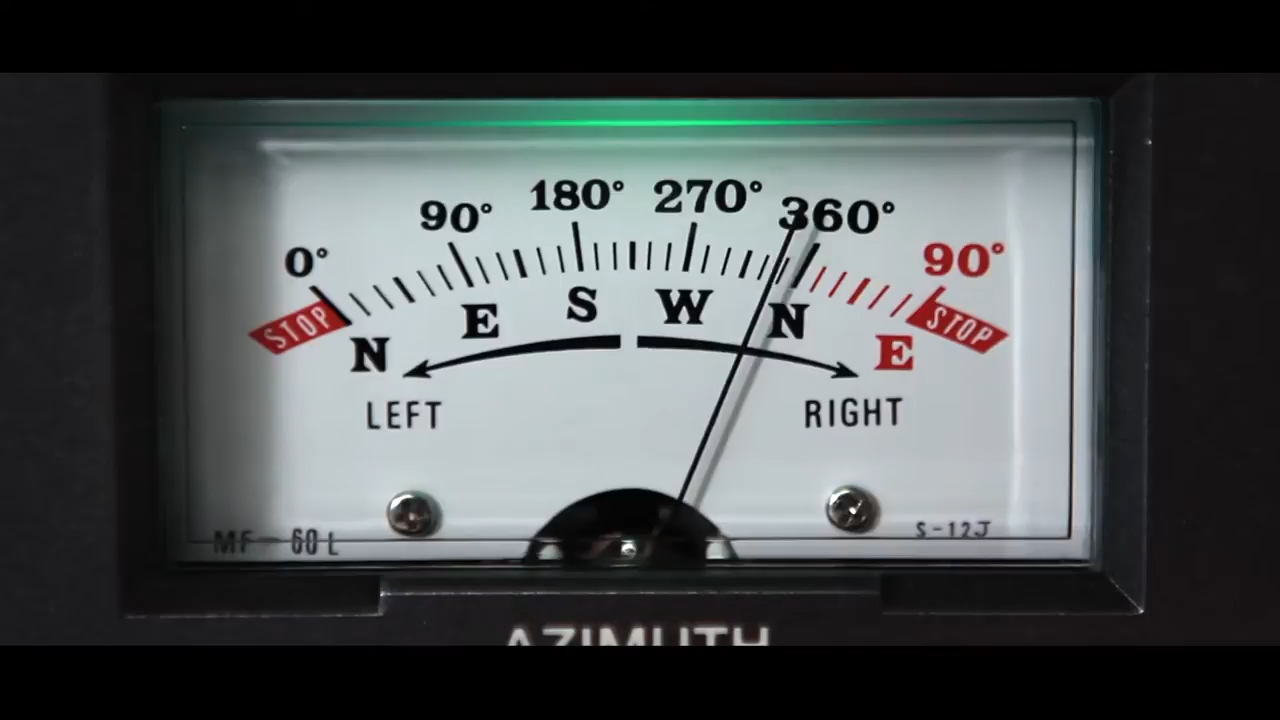 0° 90° 180° 270° 360° 90°
STOP N E S W N E STOP
LEFT RIGHT
MF-60L S-12J
AZIMUTH